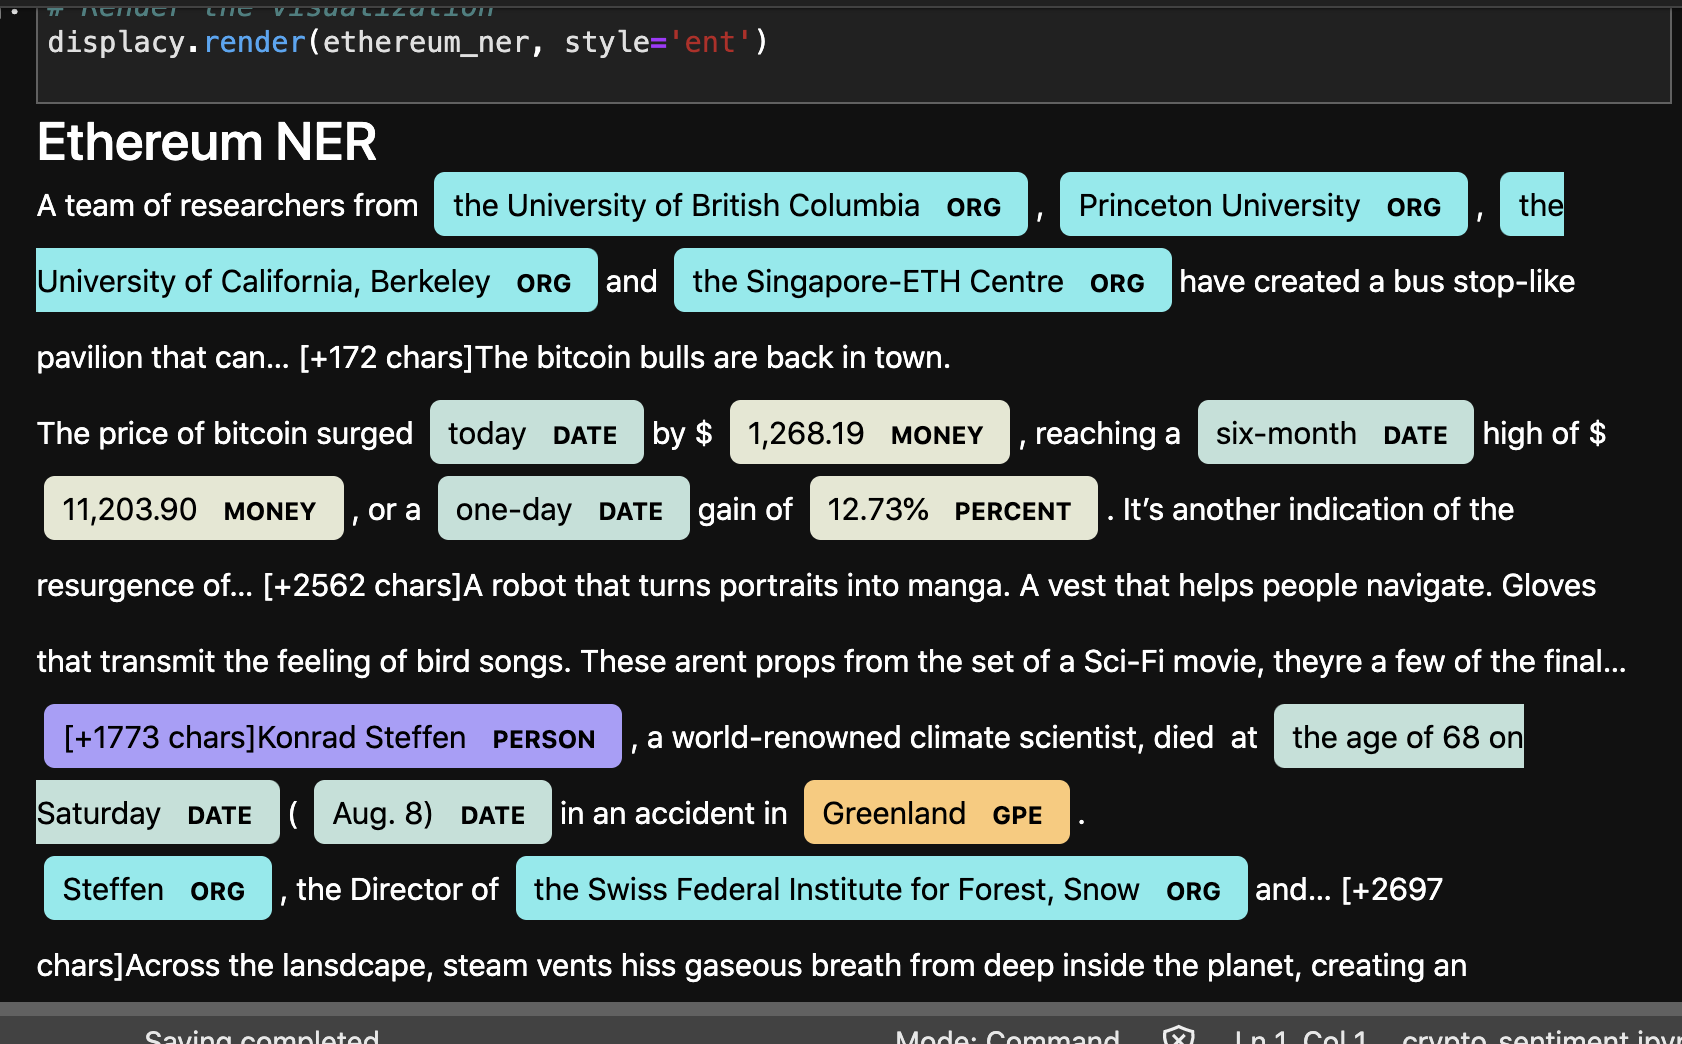 # Render the visualization
displacy.render(ethereum_ner, style='ent')
Ethereum NER
A team of researchers from the University of British Columbia ORG , Princeton University ORG , the
University of California, Berkeley ORG and the Singapore-ETH Centre ORG have created a bus stop-like
pavilion that can… [+172 chars]The bitcoin bulls are back in town.
The price of bitcoin surged today DATE by $ 1,268.19 MONEY , reaching a six-month DATE high of $
11,203.90 MONEY , or a one-day DATE gain of 12.73% PERCENT . It’s another indication of the
resurgence of… [+2562 chars]A robot that turns portraits into manga. A vest that helps people navigate. Gloves
that transmit the feeling of bird songs. These arent props from the set of a Sci-Fi movie, theyre a few of the final…
[+1773 chars]Konrad Steffen PERSON , a world-renowned climate scientist, died at the age of 68 on
Saturday DATE ( Aug. 8) DATE in an accident in Greenland GPE .
Steffen ORG , the Director of the Swiss Federal Institute for Forest, Snow ORG and… [+2697
chars]Across the lansdcape, steam vents hiss gaseous breath from deep inside the planet, creating an
Saving completed Mode: Command Ln 1, Col 1 crypto_sentiment.ipyn